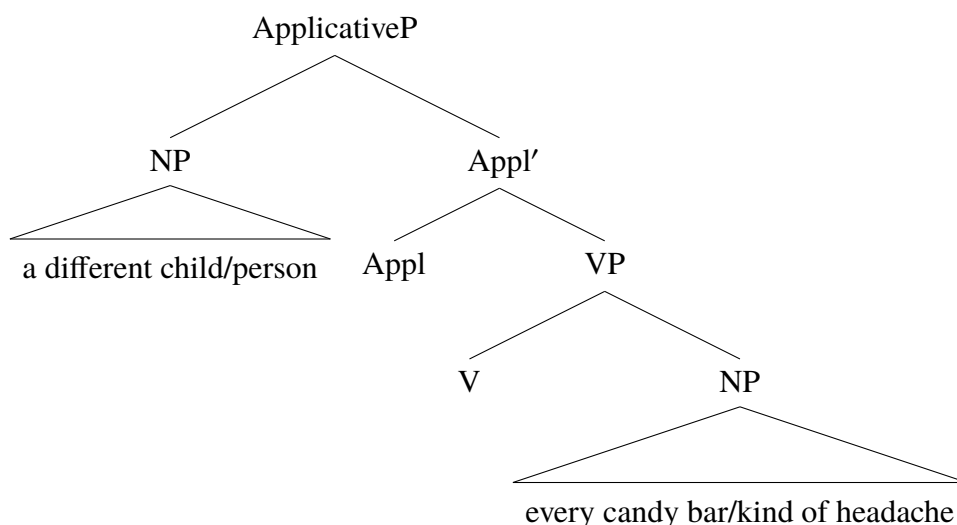 ApplicativeP
NP
Appl′
a different child/person
Appl
VP
V
NP
every candy bar/kind of headache